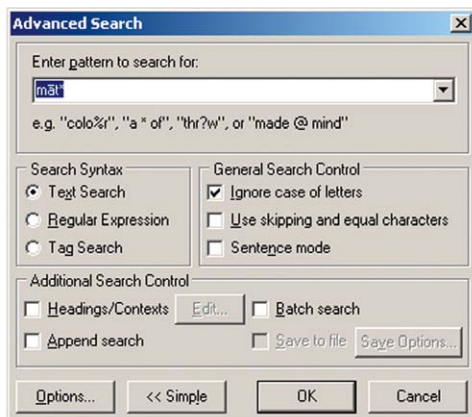 Advanced Search
Enter pattern to search for:
māt*
e.g. "colo%r", "a * of", "thr?w", or "made @ mind"
Search Syntax
Text Search
Regular Expression
Tag Search
General Search Control
Ignore case of letters
Use skipping and equal characters
Sentence mode
Additional Search Control
Headings/Contexts
Edit...
Batch search
Append search
Save to file
Save Options...
Options...
<< Simple
OK
Cancel